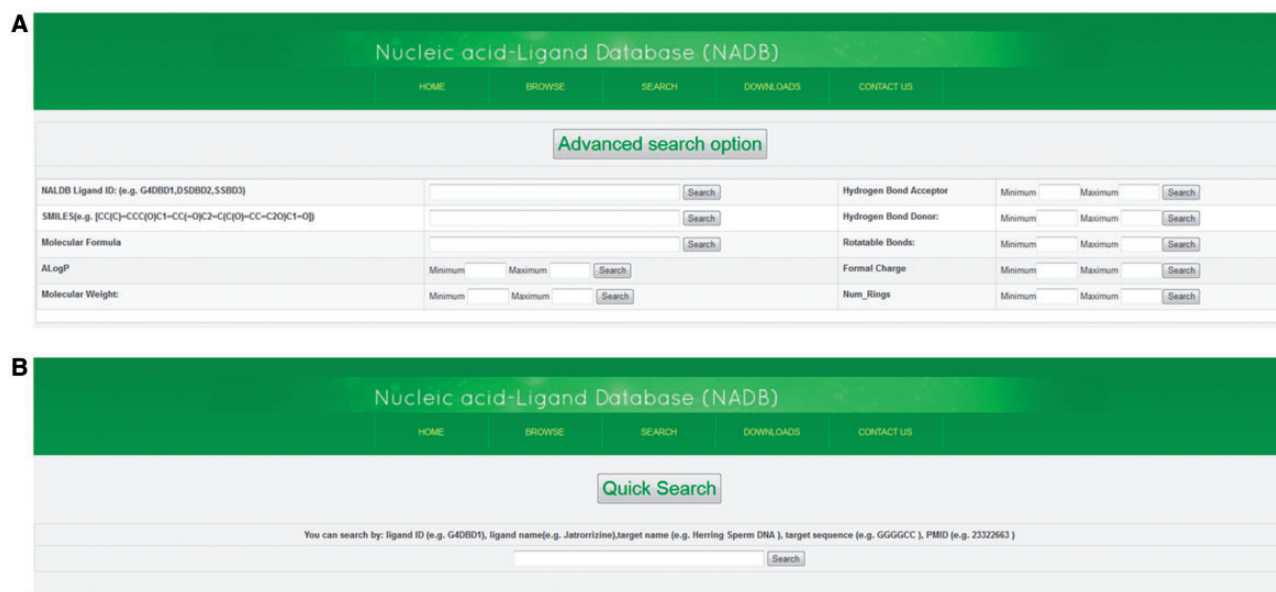 A
Nucleic acid-Ligand Database (NADB)
HOME BROWSE SEARCH DOWNLOADS CONTACT US
Advanced search option
NALDB Ligand ID: (e.g. G4DBD1,DSDBD2,SSBD3) Search Hydrogen Bond Acceptor Minimum Maximum Search
SMILES(e.g. [CC(C)=CCC(O)C1=CC(=O)C2=C(C(O)=CC=C2O)C1=O]) Search Hydrogen Bond Donor: Minimum Maximum Search
Molecular Formula Search Rotatable Bonds: Minimum Maximum Search
ALogP Minimum Maximum Search Formal Charge Minimum Maximum Search
Molecular Weight: Minimum Maximum Search Num_Rings Minimum Maximum Search
B
Nucleic acid-Ligand Database (NADB)
HOME BROWSE SEARCH DOWNLOADS CONTACT US
Quick Search
You can search by: ligand ID (e.g. G4DBD1), ligand name(e.g. Jatrorrizine),target name (e.g. Herring Sperm DNA ), target sequence (e.g. GGGGCC ), PMID (e.g. 23322663 )
Search